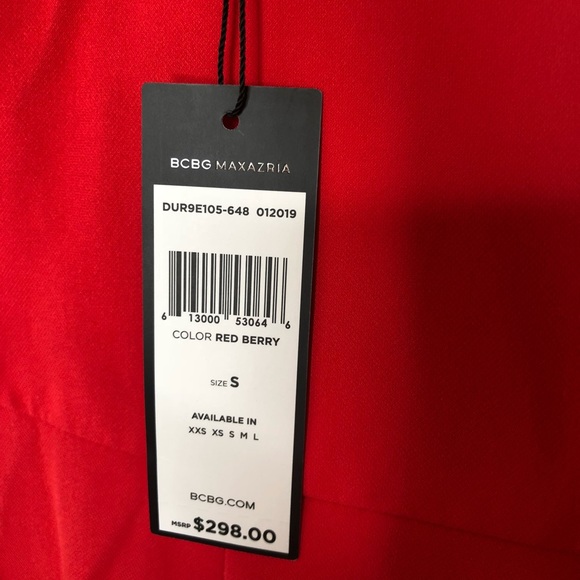 BCBG MAXAZRIA
DUR9E105-648 012019
6 13000 53064 6
COLOR RED BERRY
SIZE S
AVAILABLE IN
XXS XS S M L
BCBG.COM
MSRP $298.00